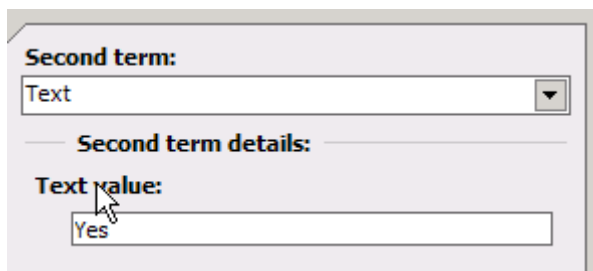 Second term:
Text
Second term details:
Text value:
Yes